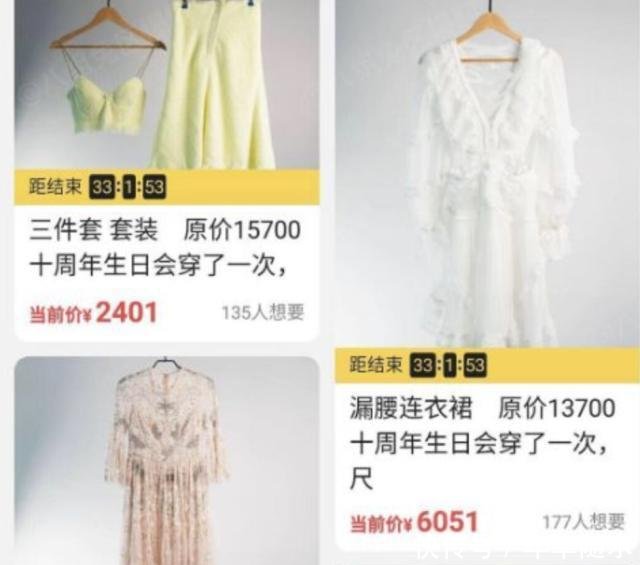 距结束 33:1:53
三件套 套装 原价15700
十周年生日会穿了一次，
当前价¥2401 135人想要
距结束 33:1:53
漏腰连衣裙 原价13700
十周年生日会穿了一次，
尺
当前价¥6051 177人想要